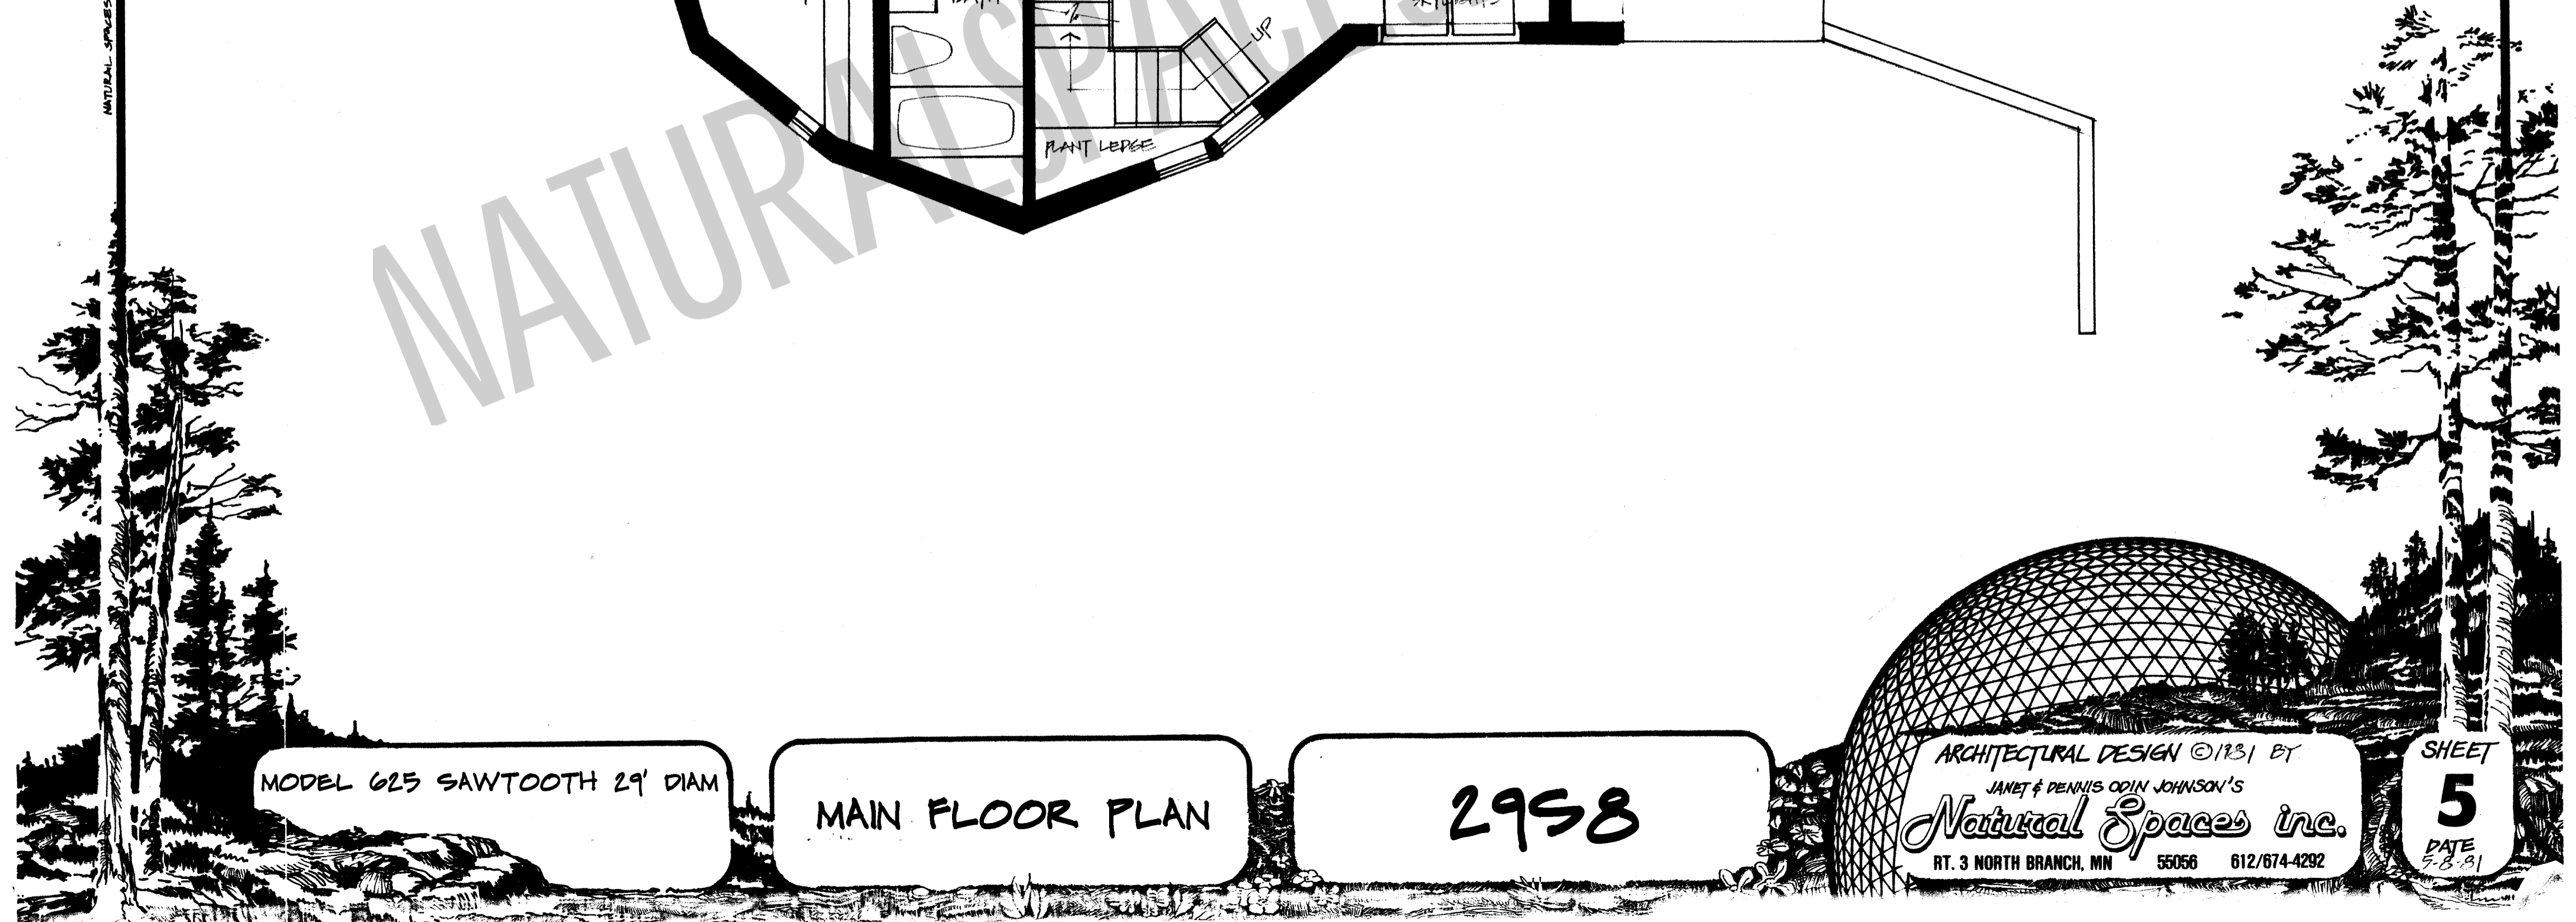 NATURAL SPACES
BATH
UP
SKYLIGHTS
PLANT LEDGE
NATURALSPACES
MODEL 625 SAWTOOTH 29' DIAM
MAIN FLOOR PLAN
29S8
ARCHITECTURAL DESIGN © 1981 BY
JANET & DENNIS ODIN JOHNSON'S
Natural Spaces inc.
RT. 3 NORTH BRANCH, MN 55056 612/674-4292
SHEET
5
DATE
5-8-81